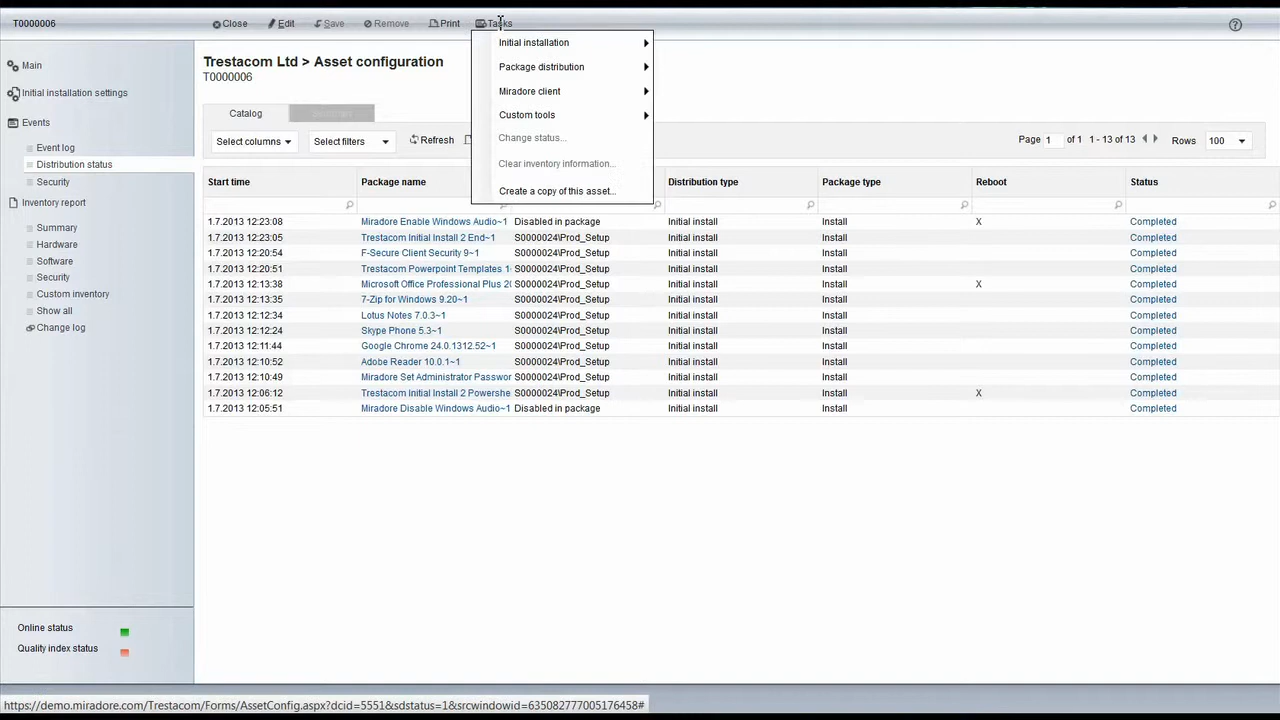 T0000006 Close Edit Save Remove Print Tasks
Initial installation
Package distribution
Miradore client
Custom tools
Change status...
Clear inventory information...
Create a copy of this asset...
Main
Initial installation settings
Events
Event log
Distribution status
Security
Inventory report
Summary
Hardware
Software
Security
Custom inventory
Show all
Change log
Online status
Quality index status
Trestacom Ltd > Asset configuration
T0000006
Catalog
Select columns Select filters Refresh Page 1 of 1 1 - 13 of 13 Rows 100
Start time Package name Distribution type Package type Reboot Status
1.7.2013 12:23:08 Miradore Enable Windows Audio~1 Disabled in package Initial install Install X Completed
1.7.2013 12:23:05 Trestacom Initial Install 2 End~1 S0000024\Prod_Setup Initial install Install Completed
1.7.2013 12:20:54 F-Secure Client Security 9~1 S0000024\Prod_Setup Initial install Install Completed
1.7.2013 12:20:51 Trestacom Powerpoint Templates 1 S0000024\Prod_Setup Initial install Install Completed
1.7.2013 12:13:38 Microsoft Office Professional Plus 20 S0000024\Prod_Setup Initial install Install X Completed
1.7.2013 12:13:35 7-Zip for Windows 9.20~1 S0000024\Prod_Setup Initial install Install Completed
1.7.2013 12:12:34 Lotus Notes 7.0.3~1 S0000024\Prod_Setup Initial install Install Completed
1.7.2013 12:12:24 Skype Phone 5.3~1 S0000024\Prod_Setup Initial install Install Completed
1.7.2013 12:11:44 Google Chrome 24.0.1312.52~1 S0000024\Prod_Setup Initial install Install Completed
1.7.2013 12:10:52 Adobe Reader 10.0.1~1 S0000024\Prod_Setup Initial install Install Completed
1.7.2013 12:10:49 Miradore Set Administrator Passwor S0000024\Prod_Setup Initial install Install Completed
1.7.2013 12:06:12 Trestacom Initial Install 2 Powershe S0000024\Prod_Setup Initial install Install X Completed
1.7.2013 12:05:51 Miradore Disable Windows Audio~1 Disabled in package Initial install Install Completed
https://demo.miradore.com/Trestacom/Forms/AssetConfig.aspx?dcid=5551&sdstatus=1&srcwindowid=635082777005176458#